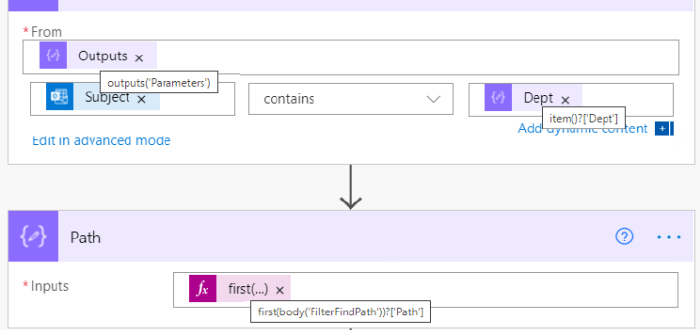 * From
Outputs ×
outputs('Parameters')
Subject × contains Dept ×
item()?['Dept']
Add dynamic content
Edit in advanced mode
Path
* Inputs first(...) ×
first(body('FilterFindPath'))?['Path']